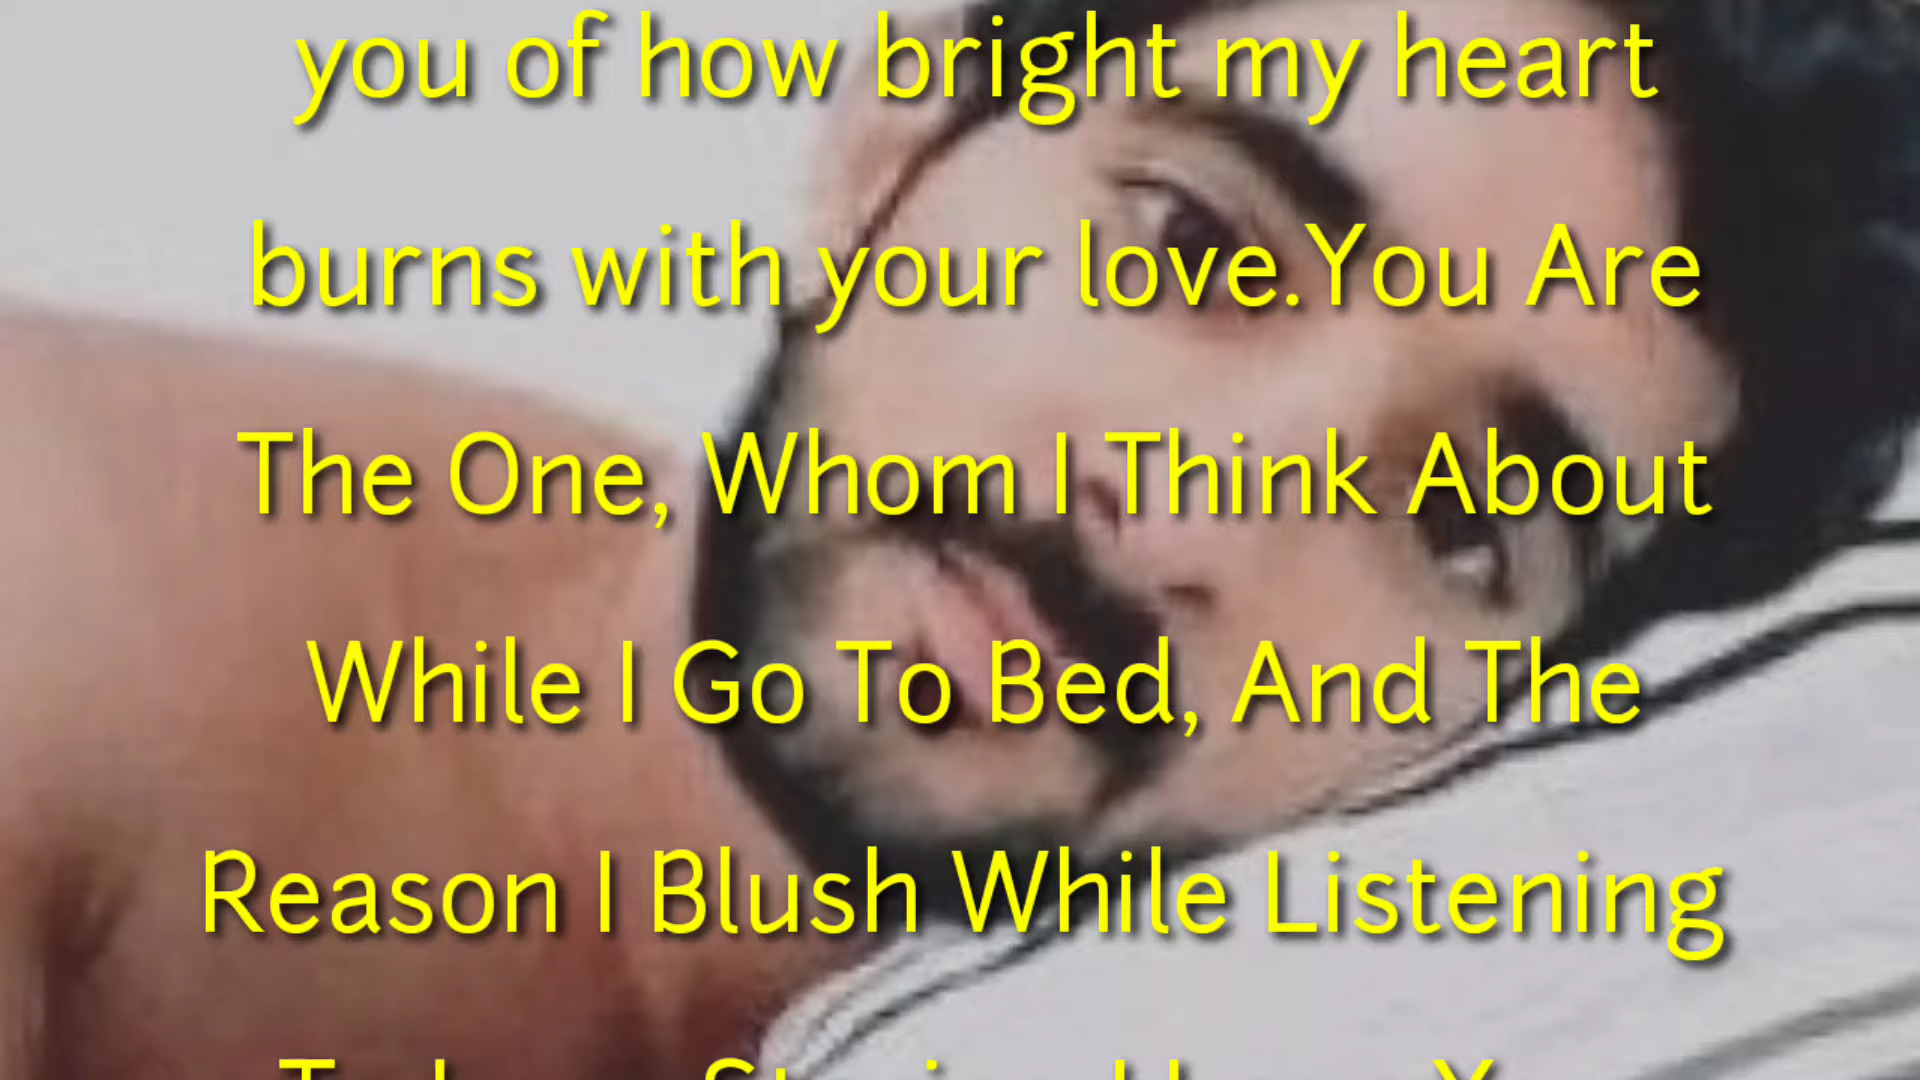 you of how bright my heart
burns with your love.You Are
The One, Whom I Think About
While I Go To Bed, And The
Reason I Blush While Listening